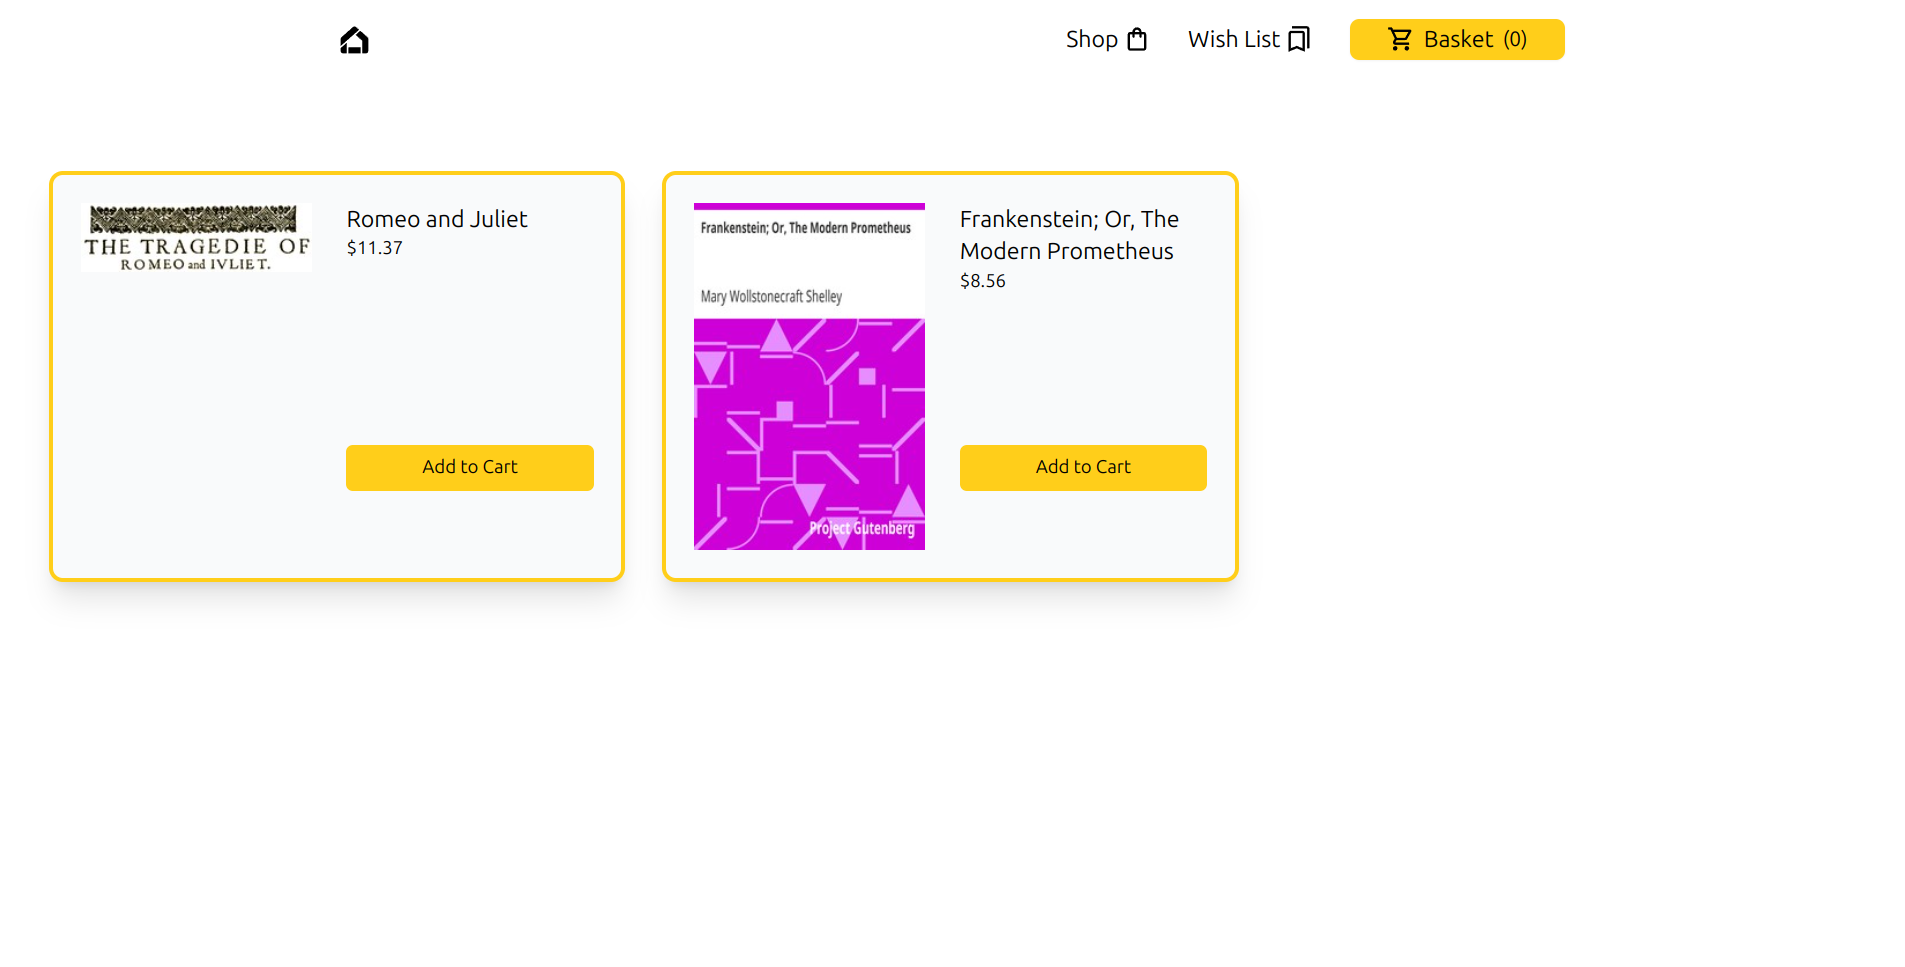 Shop
Wish List
Basket (0)
THE TRAGEDIE OF
ROMEO and IVLIET.
Romeo and Juliet
$11.37
Add to Cart
Frankenstein; Or, The Modern Prometheus
Mary Wollstonecraft Shelley
Project Gutenberg
Frankenstein; Or, The
Modern Prometheus
$8.56
Add to Cart